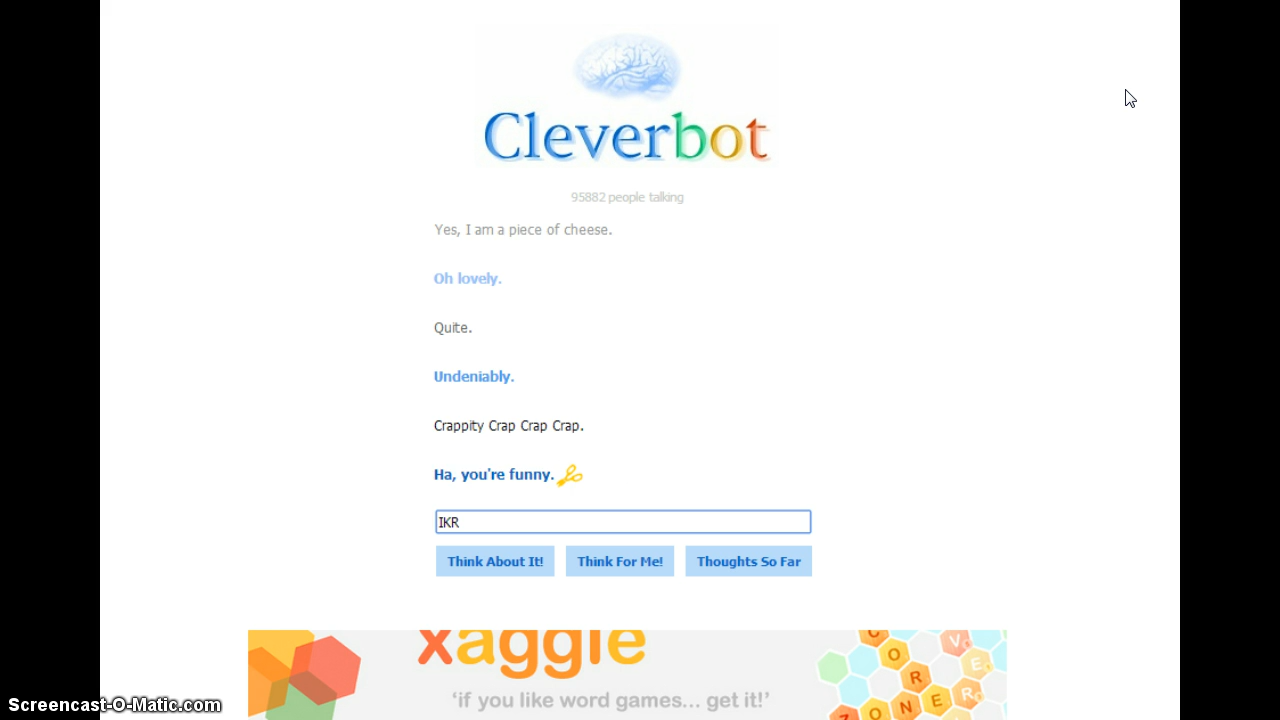 Cleverbot
95882 people talking
Yes, I am a piece of cheese.
Oh lovely.
Quite.
Undeniably.
Crappity Crap Crap Crap.
Ha, you're funny.
IKR
Think About It! Think For Me! Thoughts So Far
xaggle
'if you like word games... get it!'
C V
O E
R
C O R E
Z O N E R
Screencast-O-Matic.com